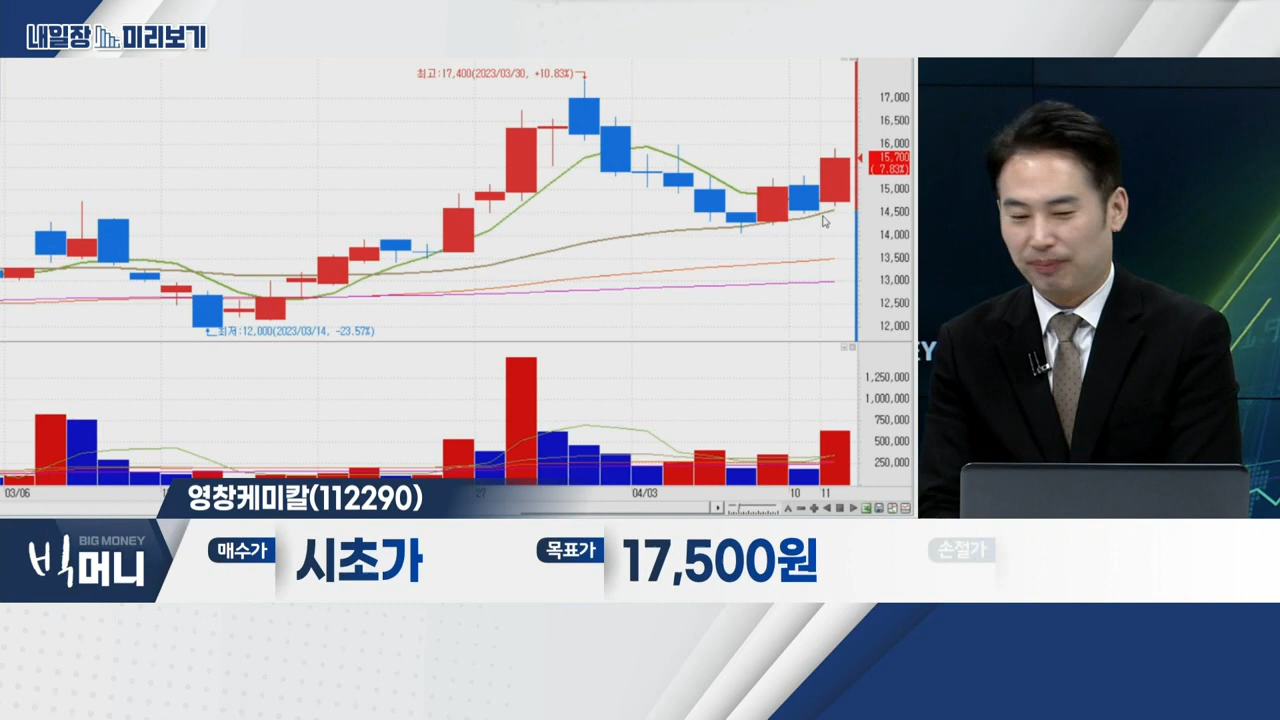 내일장 미리보기
최고:17,400(2023/03/30, +10.83%)
최저:12,000(2023/03/14, -23.57%)
17,000
16,500
16,000
15,700
( 7.83%)
15,000
14,500
14,000
13,500
13,000
12,500
12,000
1,250,000
1,000,000
750,000
500,000
250,000
03/06
27
04/03
10
11
영창케미칼(112290)
BIG MONEY
빅머니
매수가
시초가
목표가
17,500원
손절가